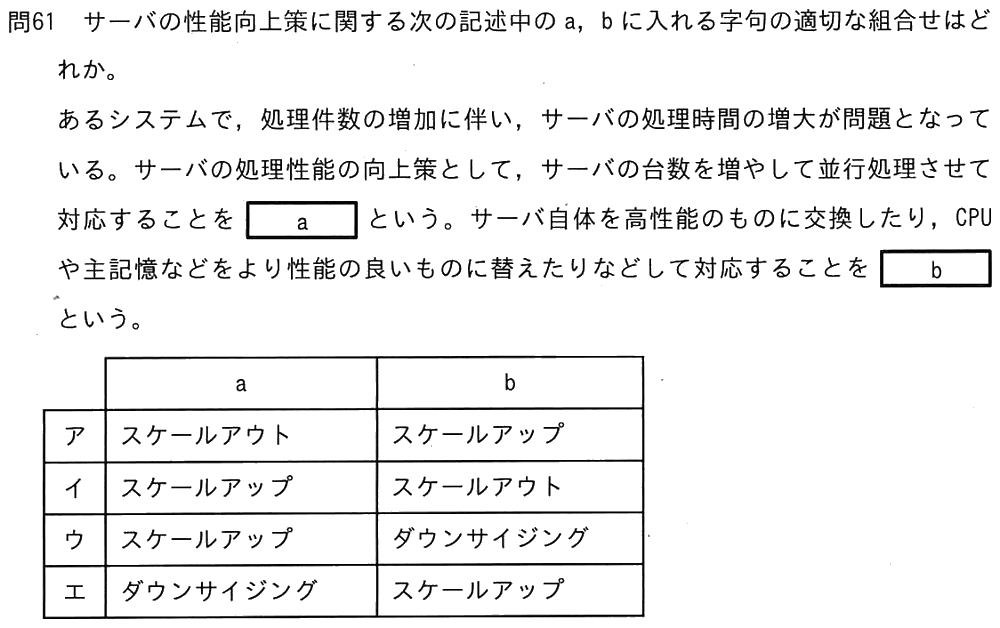 問61　サーバの性能向上策に関する次の記述中の a，b に入れる字句の適切な組合せはど
れか。
あるシステムで，処理件数の増加に伴い，サーバの処理時間の増大が問題となって
いる。サーバの処理性能の向上策として，サーバの台数を増やして並行処理させて
対応することを a という。サーバ自体を高性能のものに交換したり，CPU
や主記憶などをより性能の良いものに替えたりなどして対応することを b
という。
a b
ア スケールアウト スケールアップ
イ スケールアップ スケールアウト
ウ スケールアップ ダウンサイジング
エ ダウンサイジング スケールアップ